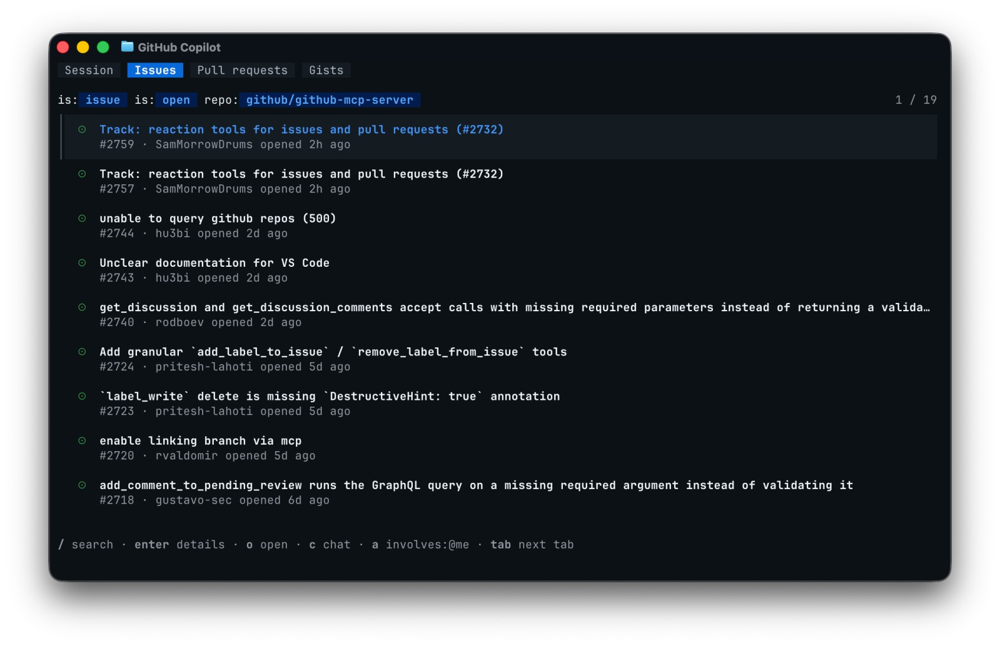 GitHub Copilot
Session Issues Pull requests Gists
is: issue is: open repo: github/github-mcp-server 1 / 19
Track: reaction tools for issues and pull requests (#2732)
#2759 · SamMorrowDrums opened 2h ago
Track: reaction tools for issues and pull requests (#2732)
#2757 · SamMorrowDrums opened 2h ago
unable to query github repos (500)
#2744 · hu3bi opened 2d ago
Unclear documentation for VS Code
#2743 · hu3bi opened 2d ago
get_discussion and get_discussion_comments accept calls with missing required parameters instead of returning a valida…
#2740 · rodboev opened 2d ago
Add granular `add_label_to_issue` / `remove_label_from_issue` tools
#2724 · pritesh-lahoti opened 5d ago
`label_write` delete is missing `DestructiveHint: true` annotation
#2723 · pritesh-lahoti opened 5d ago
enable linking branch via mcp
#2720 · rvaldomir opened 5d ago
add_comment_to_pending_review runs the GraphQL query on a missing required argument instead of validating it
#2718 · gustavo-sec opened 6d ago
/ search · enter details · o open · c chat · a involves:@me · tab next tab